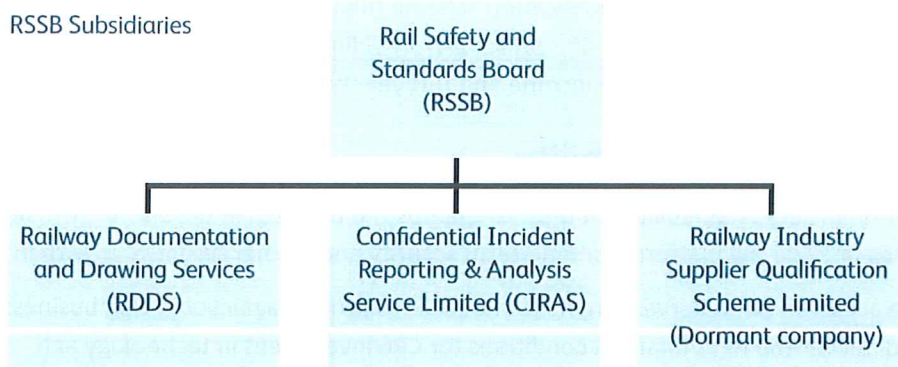 RSSB Subsidiaries
Rail Safety and
Standards Board
(RSSB)
Railway Documentation
and Drawing Services
(RDDS)
Confidential Incident
Reporting & Analysis
Service Limited (CIRAS)
Railway Industry
Supplier Qualification
Scheme Limited
(Dormant company)